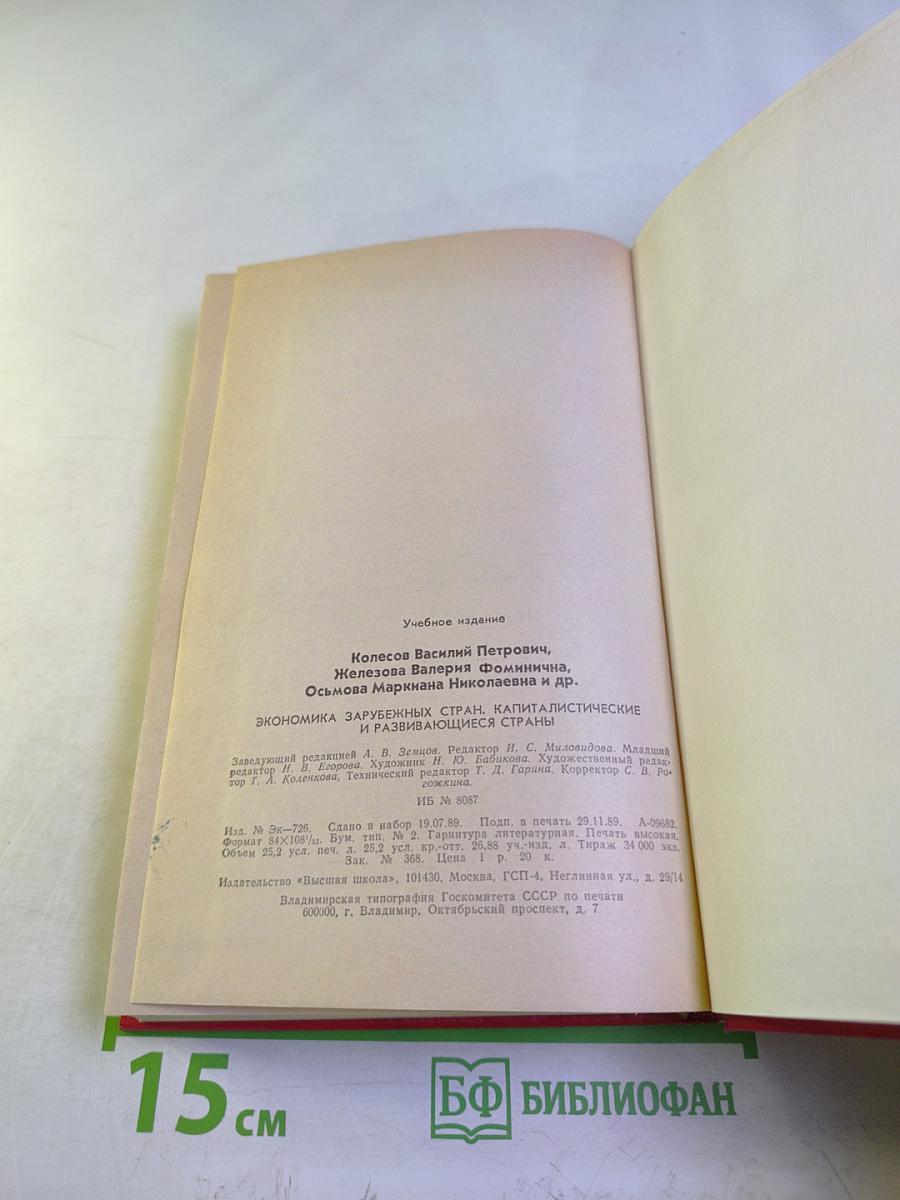 Учебное издание
Колесов Василий Петрович,
Железова Валерия Фоминична,
Осьмова Маркиана Николаевна и др.
ЭКОНОМИКА ЗАРУБЕЖНЫХ СТРАН. КАПИТАЛИСТИЧЕСКИЕ
И РАЗВИВАЮЩИЕСЯ СТРАНЫ
Заведующий редакцией А. В. Земцов. Редактор И. С. Миловидова. Младший
редактор Н. В. Егорова. Художник Н. Ю. Бабикова. Художественный редак-
тор Т. А. Коленкова, Технический редактор Т. Д. Гарина. Корректор С. В. Ро-
гожкина.
ИБ № 8087
Изд. № Эк—726. Сдано в набор 19.07.89. Подп. в печать 29.11.89. А-09682.
Формат 84×108¹/₃₂. Бум. тип. № 2. Гарнитура литературная. Печать высокая.
Объем 25,2 усл. печ. л. 25,2 усл. кр.-отт. 26,88 уч.-изд. л. Тираж 34 000 экз.
Зак. № 368. Цена 1 р. 20 к.
Издательство «Высшая школа», 101430, Москва, ГСП-4, Неглинная ул., д. 29/14
Владимирская типография Госкомитета СССР по печати
600000, г. Владимир, Октябрьский проспект, д. 7
15 см
БФ БИБЛИОФАН